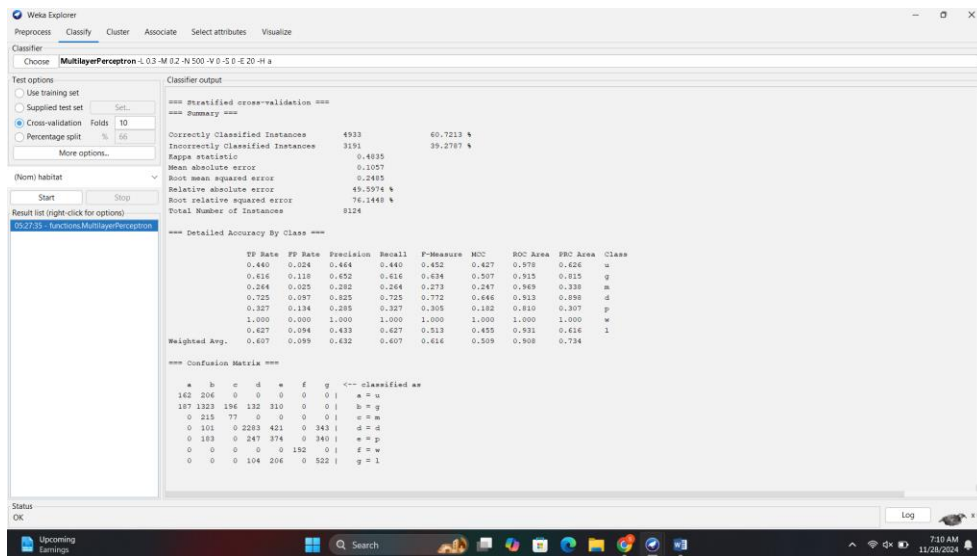 Weka Explorer
Preprocess Classify Cluster Associate Select attributes Visualize
Classifier
Choose MultilayerPerceptron -L 0.3 -M 0.2 -N 500 -V 0 -S 0 -E 20 -H a
Test options
Use training set
Supplied test set Set...
Cross-validation Folds 10
Percentage split % 66
More options...
(Nom) habitat
Start Stop
Result list (right-click for options)
05:27:35 - functions.MultilayerPerceptron
Classifier output
=== Stratified cross-validation ===
=== Summary ===
Correctly Classified Instances 4933 60.7213 %
Incorrectly Classified Instances 3191 39.2787 %
Kappa statistic 0.4835
Mean absolute error 0.1057
Root mean squared error 0.2485
Relative absolute error 49.5974 %
Root relative squared error 76.1448 %
Total Number of Instances 8124
=== Detailed Accuracy By Class ===
TP Rate FP Rate Precision Recall F-Measure MCC ROC Area PRC Area Class
0.440 0.024 0.464 0.440 0.452 0.427 0.978 0.626 u
0.616 0.118 0.652 0.616 0.634 0.507 0.915 0.815 g
0.264 0.025 0.282 0.264 0.273 0.247 0.969 0.338 m
0.725 0.097 0.825 0.725 0.772 0.646 0.913 0.898 d
0.327 0.134 0.285 0.327 0.305 0.182 0.810 0.307 p
1.000 0.000 1.000 1.000 1.000 1.000 1.000 1.000 w
0.627 0.094 0.433 0.627 0.513 0.455 0.931 0.616 l
Weighted Avg. 0.607 0.099 0.632 0.607 0.616 0.509 0.908 0.734
=== Confusion Matrix ===
a b c d e f g <-- classified as
162 206 0 0 0 0 0 | a = u
187 1323 196 132 310 0 0 | b = g
0 215 77 0 0 0 0 | c = m
0 101 0 2283 421 0 343 | d = d
0 183 0 247 374 0 340 | e = p
0 0 0 0 0 192 0 | f = w
0 0 0 104 206 0 522 | g = l
Status
OK
Log
x
Upcoming
Earnings
Search
7:10 AM
11/28/2024